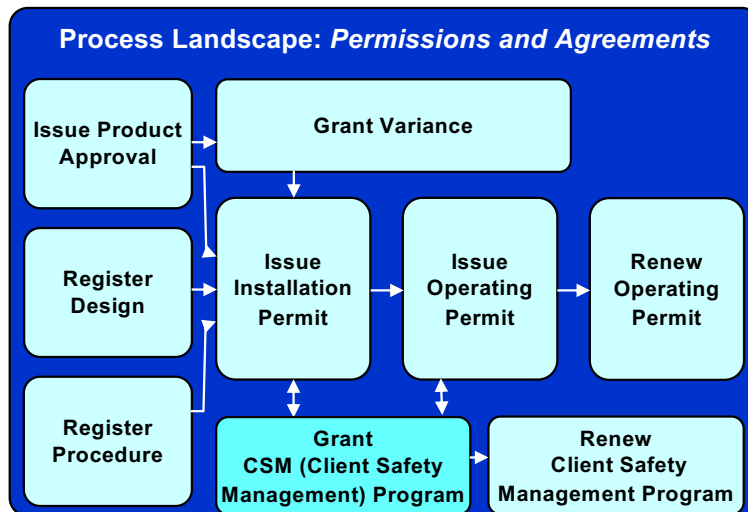 Process Landscape: Permissions and Agreements
Issue Product
Approval
Grant Variance
Register
Design
Issue
Installation
Permit
Issue
Operating
Permit
Renew
Operating
Permit
Register
Procedure
Grant
CSM (Client Safety
Management) Program
Renew
Client Safety
Management Program